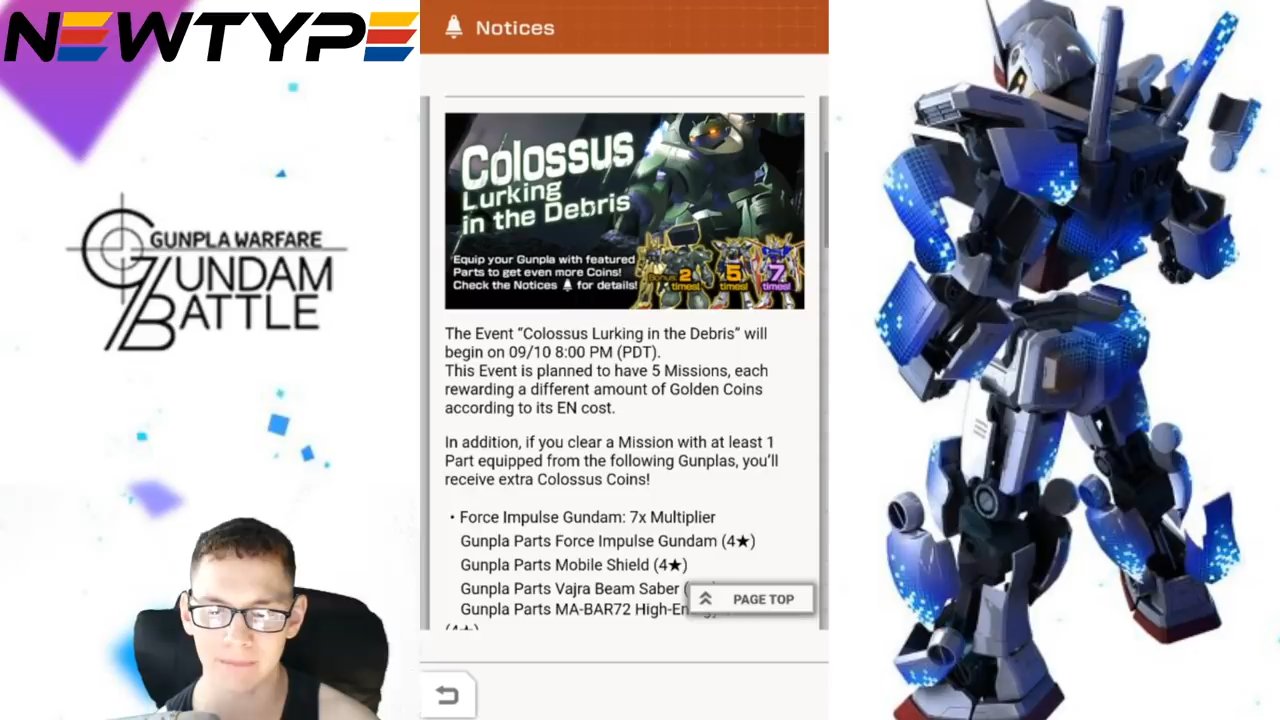 NEWTYPE
GUNPLA WARFARE
GUNDAM
BATTLE
Notices
Colossus
Lurking
in the Debris
Equip your Gunpla with featured
Parts to get even more Coins!
Check the Notices for details!
2
times!
5
times!
7
times!
The Event “Colossus Lurking in the Debris” will
begin on 09/10 8:00 PM (PDT).
This Event is planned to have 5 Missions, each
rewarding a different amount of Golden Coins
according to its EN cost.
In addition, if you clear a Mission with at least 1
Part equipped from the following Gunplas, you’ll
receive extra Colossus Coins!
・Force Impulse Gundam: 7x Multiplier
Gunpla Parts Force Impulse Gundam (4★)
Gunpla Parts Mobile Shield (4★)
Gunpla Parts Vajra Beam Saber
Gunpla Parts MA-BAR72
PAGE TOP